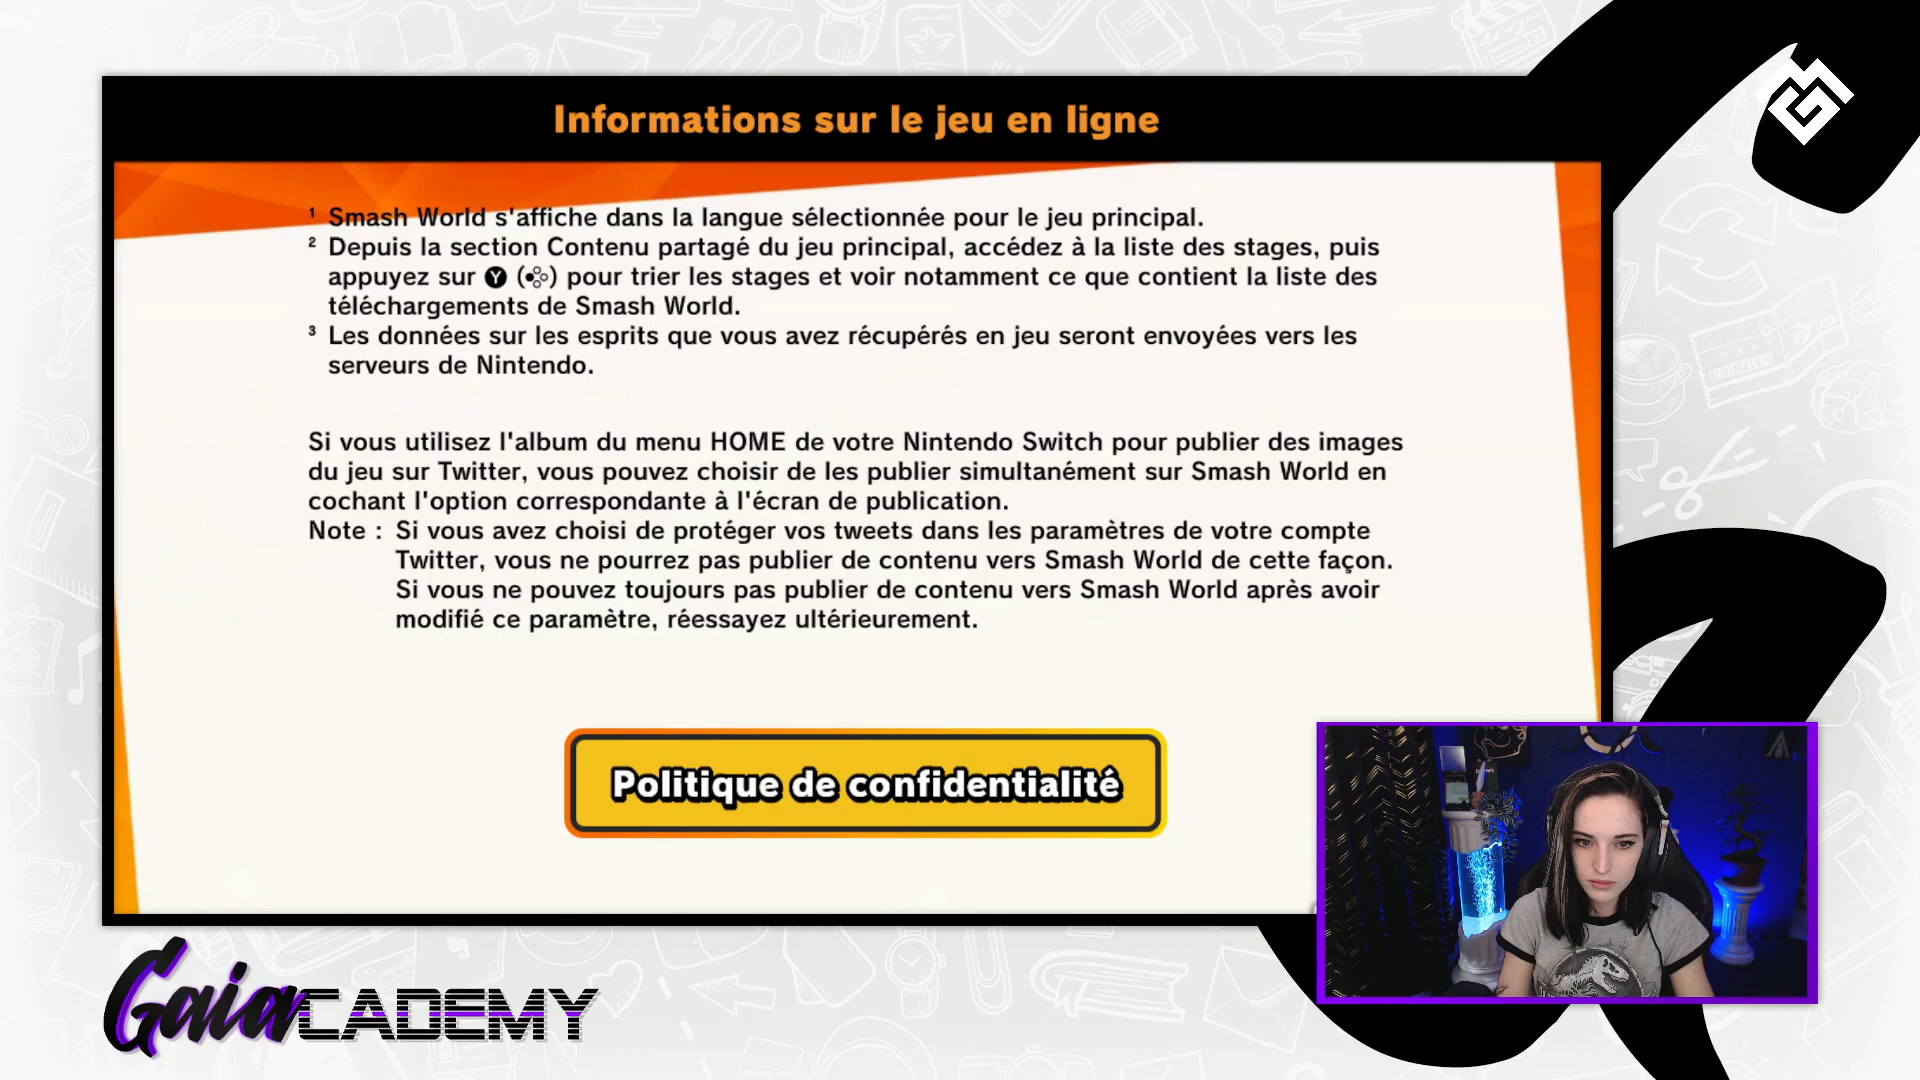 Informations sur le jeu en ligne
¹ Smash World s'affiche dans la langue sélectionnée pour le jeu principal.
² Depuis la section Contenu partagé du jeu principal, accédez à la liste des stages, puis
appuyez sur Y () pour trier les stages et voir notamment ce que contient la liste des
téléchargements de Smash World.
³ Les données sur les esprits que vous avez récupérés en jeu seront envoyées vers les
serveurs de Nintendo.
Si vous utilisez l'album du menu HOME de votre Nintendo Switch pour publier des images
du jeu sur Twitter, vous pouvez choisir de les publier simultanément sur Smash World en
cochant l'option correspondante à l'écran de publication.
Note : Si vous avez choisi de protéger vos tweets dans les paramètres de votre compte
Twitter, vous ne pourrez pas publier de contenu vers Smash World de cette façon.
Si vous ne pouvez toujours pas publier de contenu vers Smash World après avoir
modifié ce paramètre, réessayez ultérieurement.
Politique de confidentialité
GaiaCADEMY